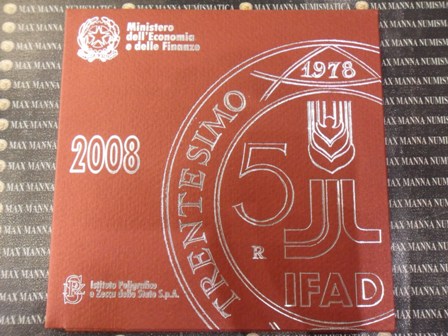 MAX MANNA NUMISMATICA
Ministero
dell'Economia
e delle Finanze
1978
2008
TRENTESIMO
5
R
IFAD
Istituto Poligrafico
e Zecca dello Stato S.p.A.